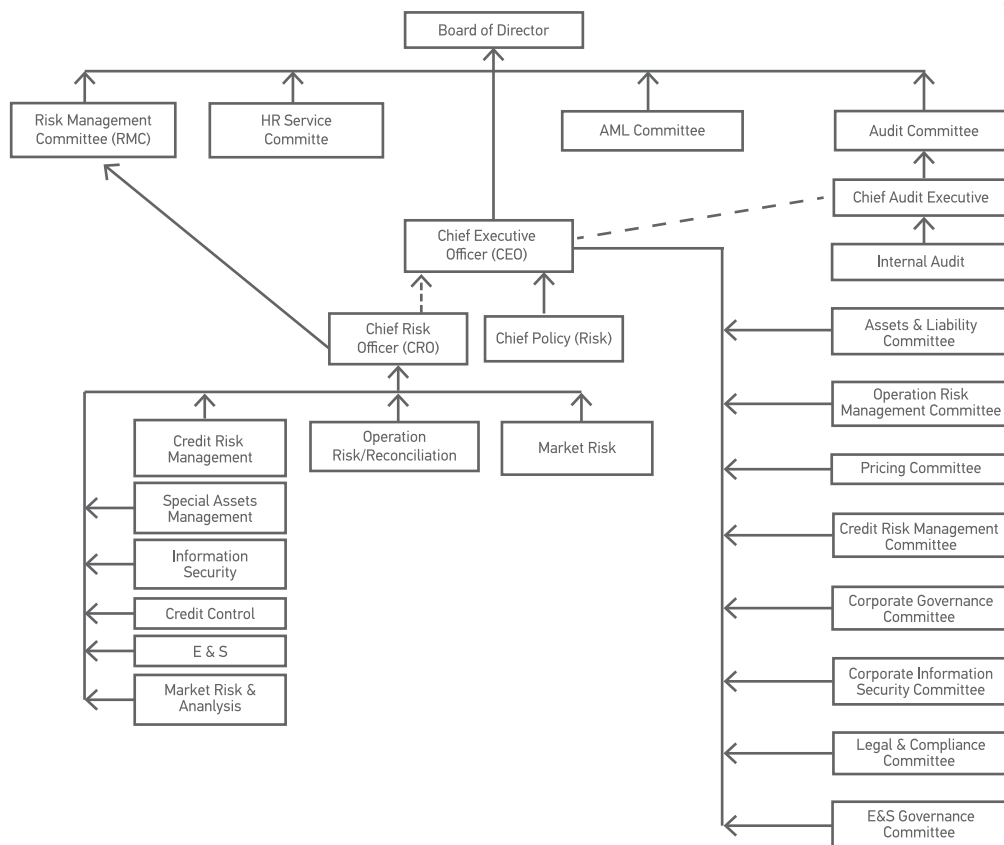 Board of Director
Risk Management
Committee (RMC)
HR Service
Committe
AML Committee
Audit Committee
Chief Audit Executive
Chief Executive
Officer (CEO)
Internal Audit
Chief Risk
Officer (CRO)
Chief Policy (Risk)
Assets & Liability
Committee
Operation Risk
Management Committee
Credit Risk
Management
Operation
Risk/Reconciliation
Market Risk
Pricing Committee
Special Assets
Management
Credit Risk Management
Committee
Information
Security
Credit Control
Corporate Governance
Committee
E & S
Market Risk &
Ananlysis
Corporate Information
Security Committee
Legal & Compliance
Committee
E&S Governance
Committee